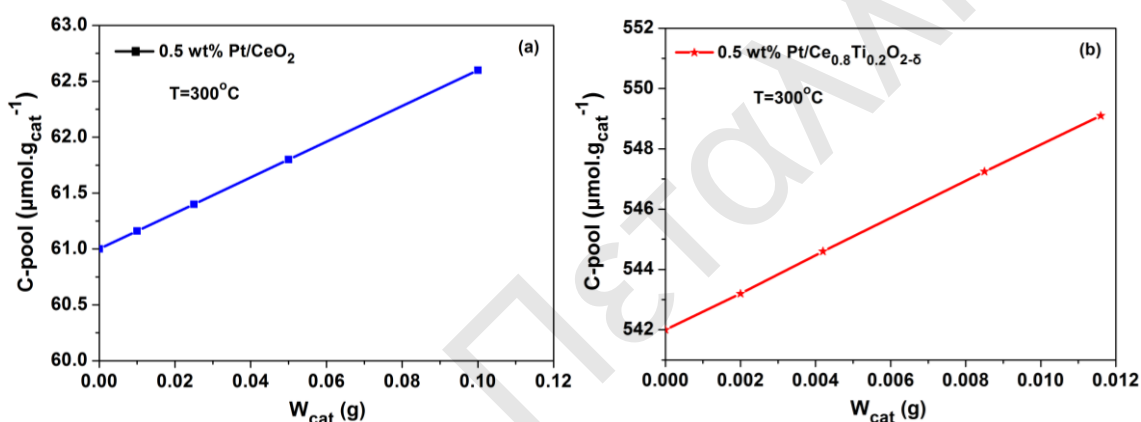 63.0
62.5
62.0
61.5
61.0
60.5
60.0
C-pool (μmol.g_cat⁻¹)
0.5 wt% Pt/CeO₂
(a)
T=300°C
0.00 0.02 0.04 0.06 0.08 0.10 0.12
W_cat (g)
552
550
548
546
544
542
C-pool (μmol.g_cat⁻¹)
0.5 wt% Pt/Ce₀.₈Ti₀.₂O₂₋δ
(b)
T=300°C
0.000 0.002 0.004 0.006 0.008 0.010 0.012
W_cat (g)